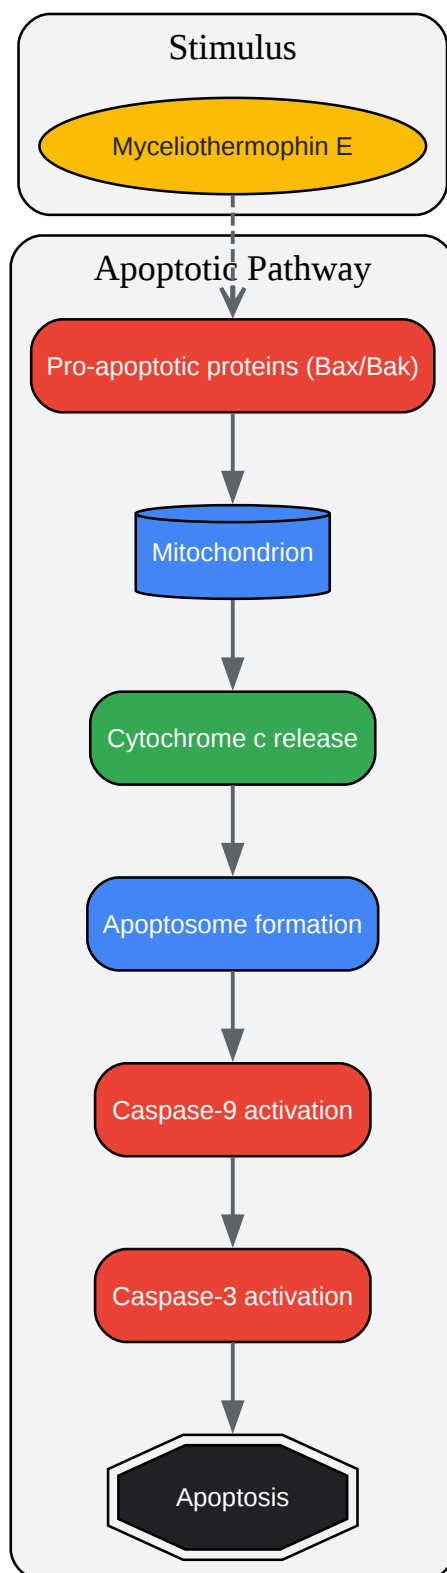 Stimulus
Myceliothermophin E
Apoptotic Pathway
Pro-apoptotic proteins (Bax/Bak)
Mitochondrion
Cytochrome c release
Apoptosome formation
Caspase-9 activation
Caspase-3 activation
Apoptosis